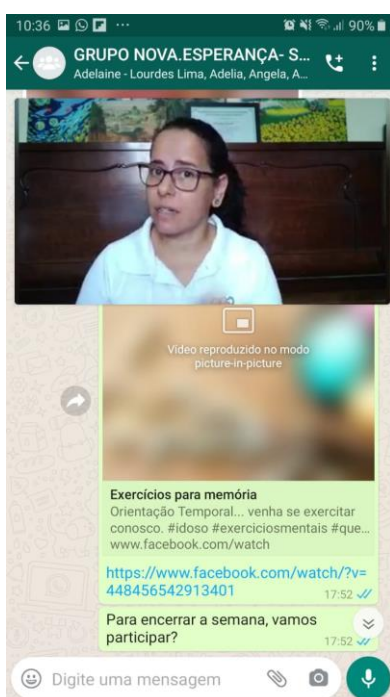 10:36
90%
GRUPO NOVA.ESPERANÇA- S...
Adelaine - Lourdes Lima, Adelia, Angela, A...
Vídeo reproduzido no modo
picture-in-picture
Exercícios para memória
Orientação Temporal... venha se exercitar
conosco. #idoso #exerciciosmentais #que...
www.facebook.com/watch
https://www.facebook.com/watch/?v=
448456542913401
17:52
Para encerrar a semana, vamos
participar?
17:52
Digite uma mensagem